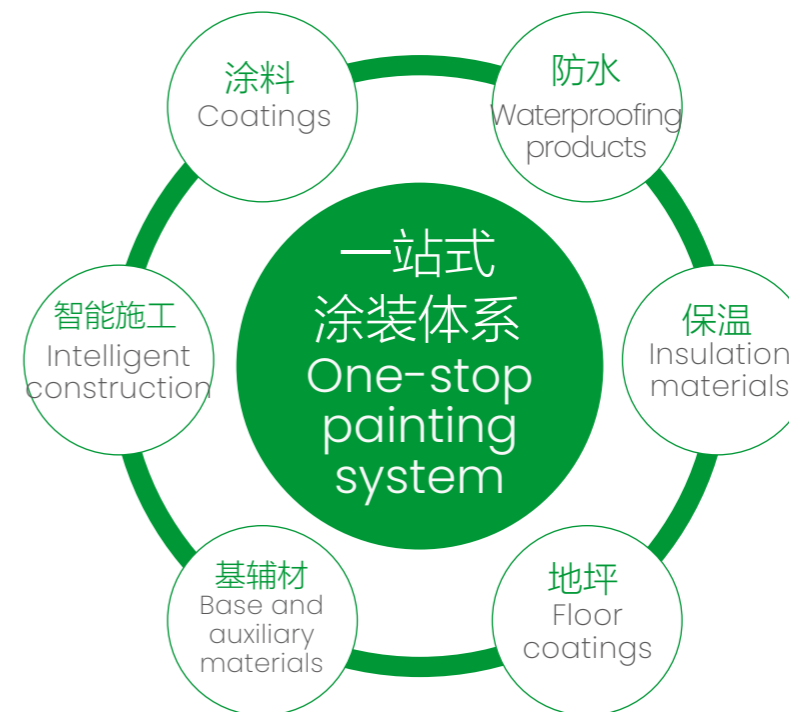 涂料
Coatings
防水
Waterproofing
products
一站式
涂装体系
One-stop
painting
system
智能施工
Intelligent
construction
保温
Insulation
materials
基辅材
Base and
auxiliary
materials
地坪
Floor
coatings